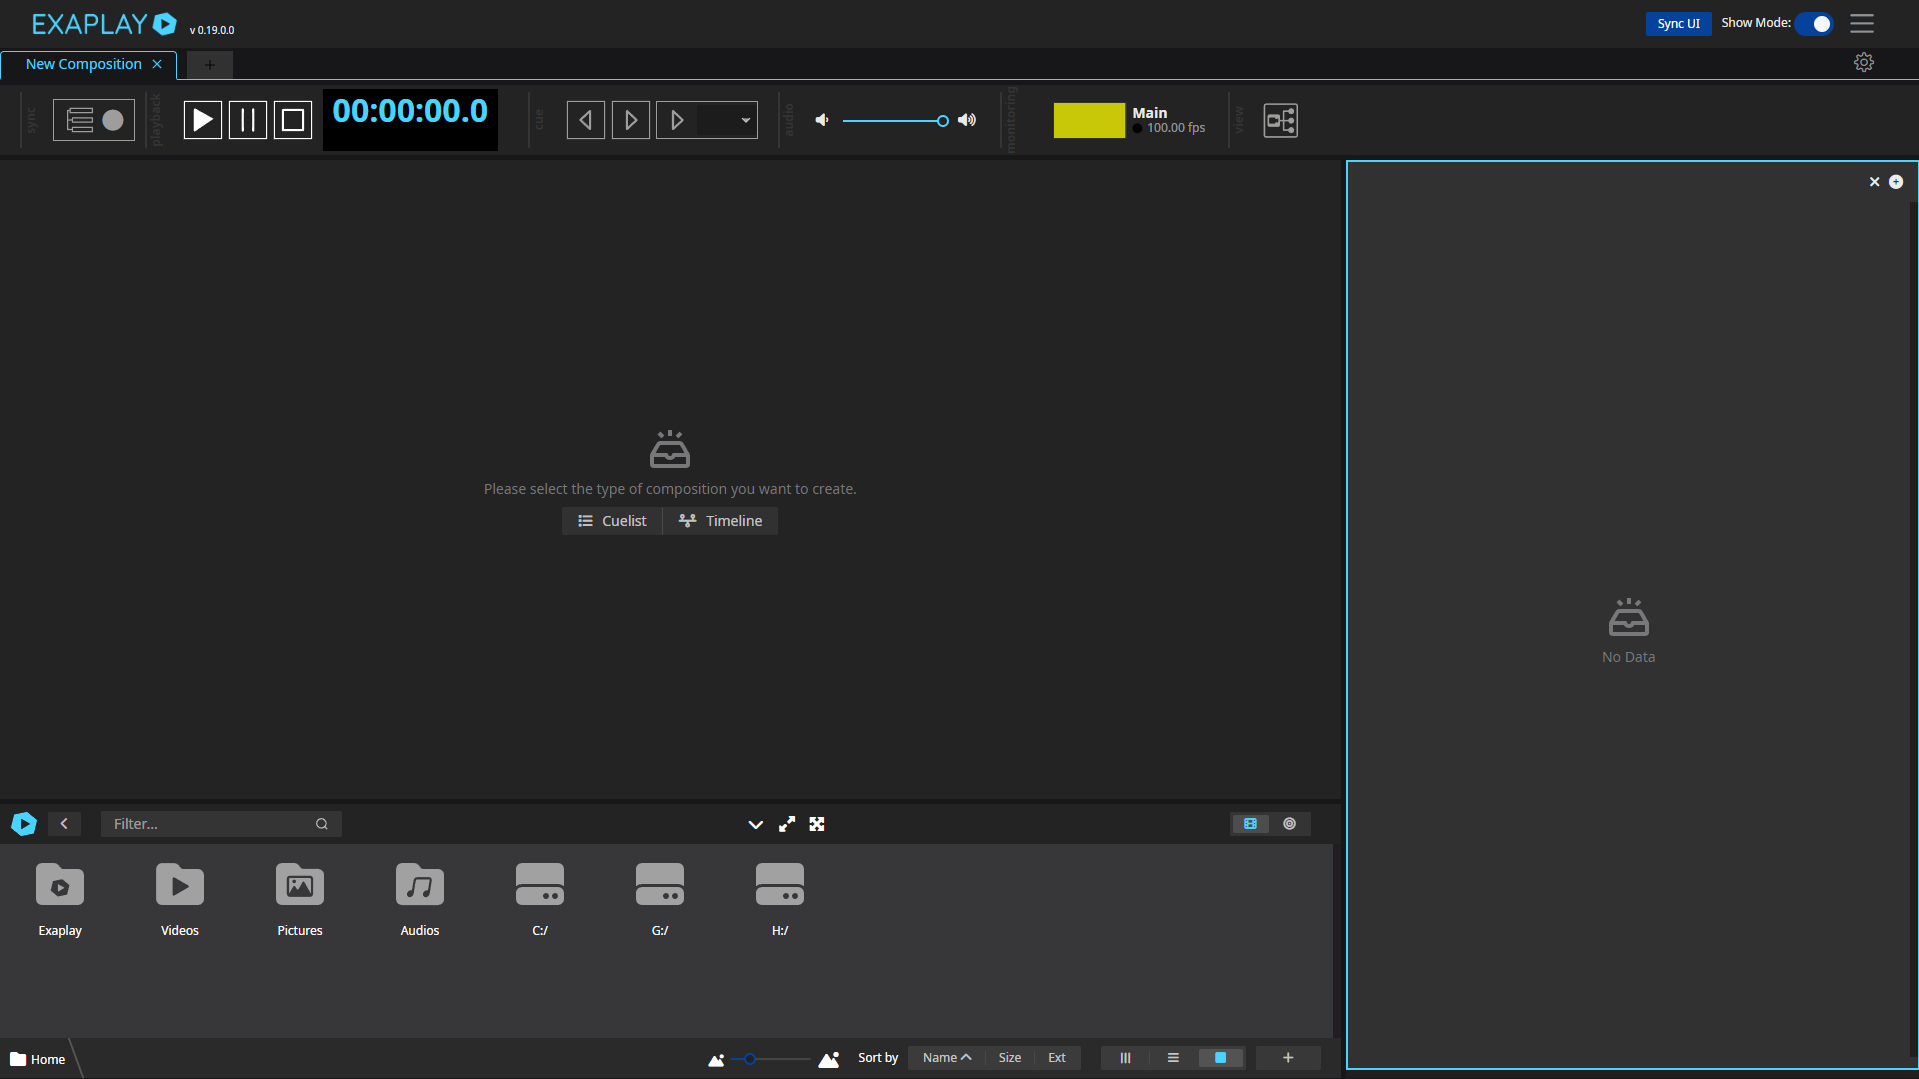 EXAPLAY
v 0.19.0.0
Sync UI
Show Mode:
New Composition
sync
playback
00:00:00.0
cue
audio
monitoring
Main
100.00 fps
view
Please select the type of composition you want to create.
Cuelist
Timeline
No Data
Filter...
Exaplay
Videos
Pictures
Audios
C:/
G:/
H:/
Home
Sort by
Name
Size
Ext